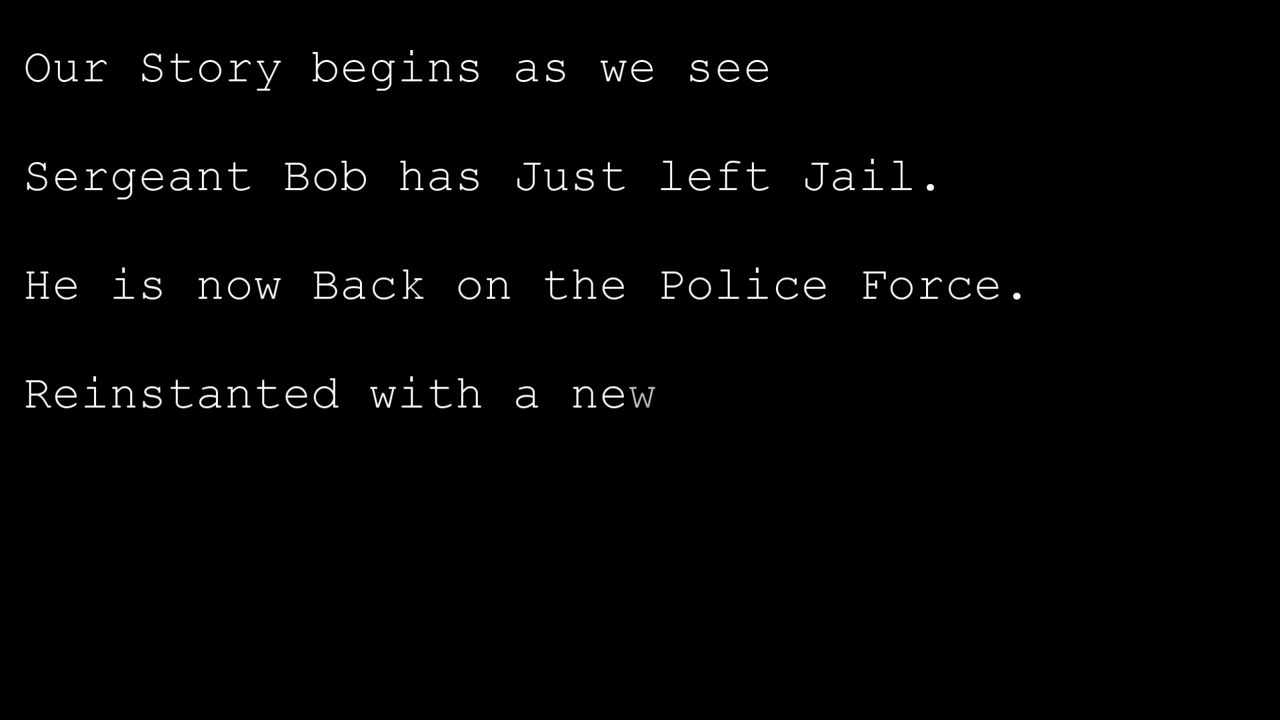 Our Story begins as we see
Sergeant Bob has Just left Jail.
He is now Back on the Police Force.
Reinstanted with a new